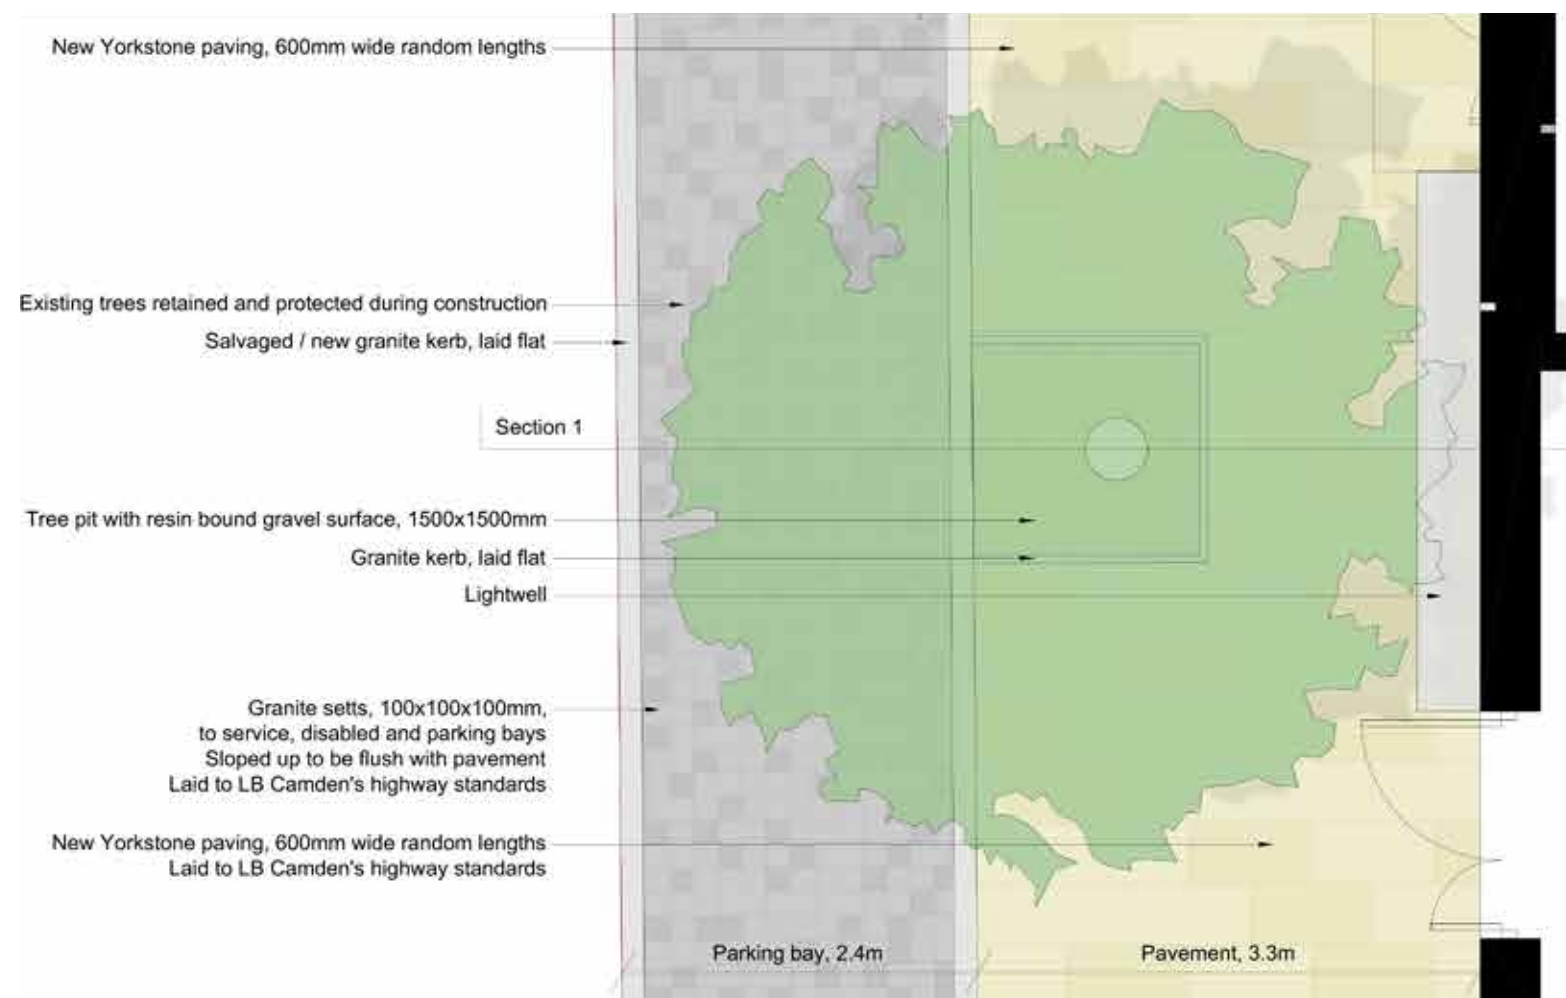 New Yorkstone paving, 600mm wide random lengths
Existing trees retained and protected during construction
Salvaged / new granite kerb, laid flat
Section 1
Tree pit with resin bound gravel surface, 1500x1500mm
Granite kerb, laid flat
Lightwell
Granite setts, 100x100x100mm,
to service, disabled and parking bays
Sloped up to be flush with pavement
Laid to LB Camden's highway standards
New Yorkstone paving, 600mm wide random lengths
Laid to LB Camden's highway standards
Parking bay, 2.4m
Pavement, 3.3m